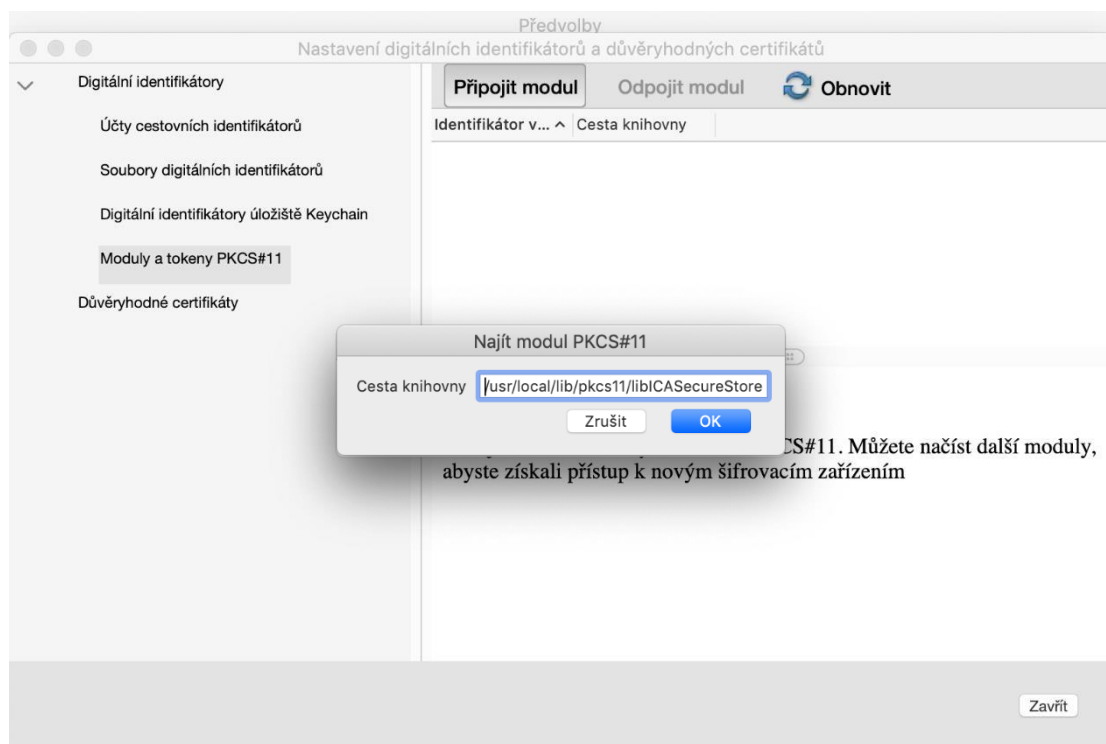 Předvolby
Nastavení digitálních identifikátorů a důvěryhodných certifikátů
Digitální identifikátory
Účty cestovních identifikátorů
Soubory digitálních identifikátorů
Digitální identifikátory úložiště Keychain
Moduly a tokeny PKCS#11
Důvěryhodné certifikáty
Připojit modul Odpojit modul Obnovit
Identifikátor v... Cesta knihovny
Najít modul PKCS#11
Cesta knihovny /usr/local/lib/pkcs11/libICASecureStore
Zrušit OK
CS#11. Můžete načíst další moduly,
abyste získali přístup k novým šifrovacím zařízením
Zavřít